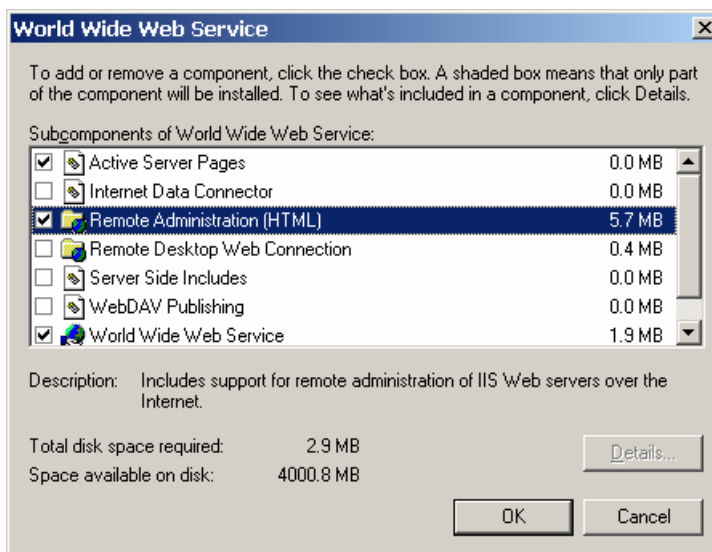 World Wide Web Service
To add or remove a component, click the check box. A shaded box means that only part
of the component will be installed. To see what's included in a component, click Details.
Subcomponents of World Wide Web Service:
Active Server Pages 0.0 MB
Internet Data Connector 0.0 MB
Remote Administration (HTML) 5.7 MB
Remote Desktop Web Connection 0.4 MB
Server Side Includes 0.0 MB
WebDAV Publishing 0.0 MB
World Wide Web Service 1.9 MB
Description: Includes support for remote administration of IIS Web servers over the
Internet.
Total disk space required: 2.9 MB
Space available on disk: 4000.8 MB
Details...
OK Cancel